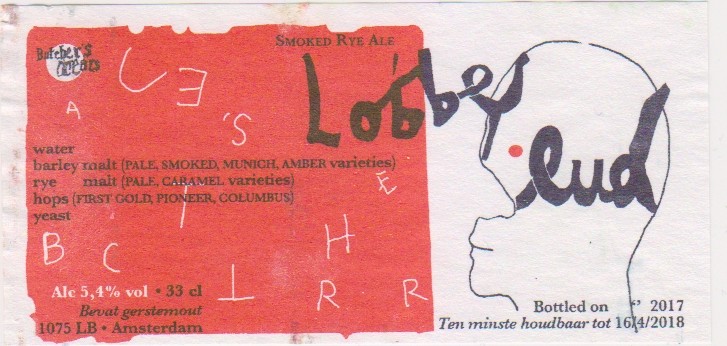 Butcher's
Tears
SMOKED RYE ALE
Lobbes
Lud
water
barley malt (PALE, SMOKED, MUNICH, AMBER varieties)
rye malt (PALE, CARAMEL varieties)
hops (FIRST GOLD, PIONEER, COLUMBUS)
yeast
A U E 'S
T E
B C T H R R
Alc 5,4% vol • 33 cl
Bevat gerstemout
1075 LB • Amsterdam
Bottled on 2017
Ten minste houdbaar tot 16/4/2018